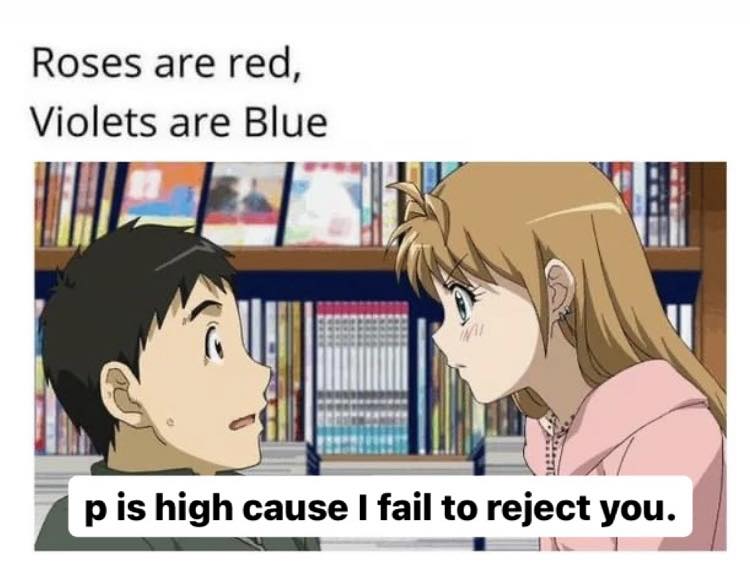 Roses are red,
Violets are Blue
p is high cause I fail to reject you.